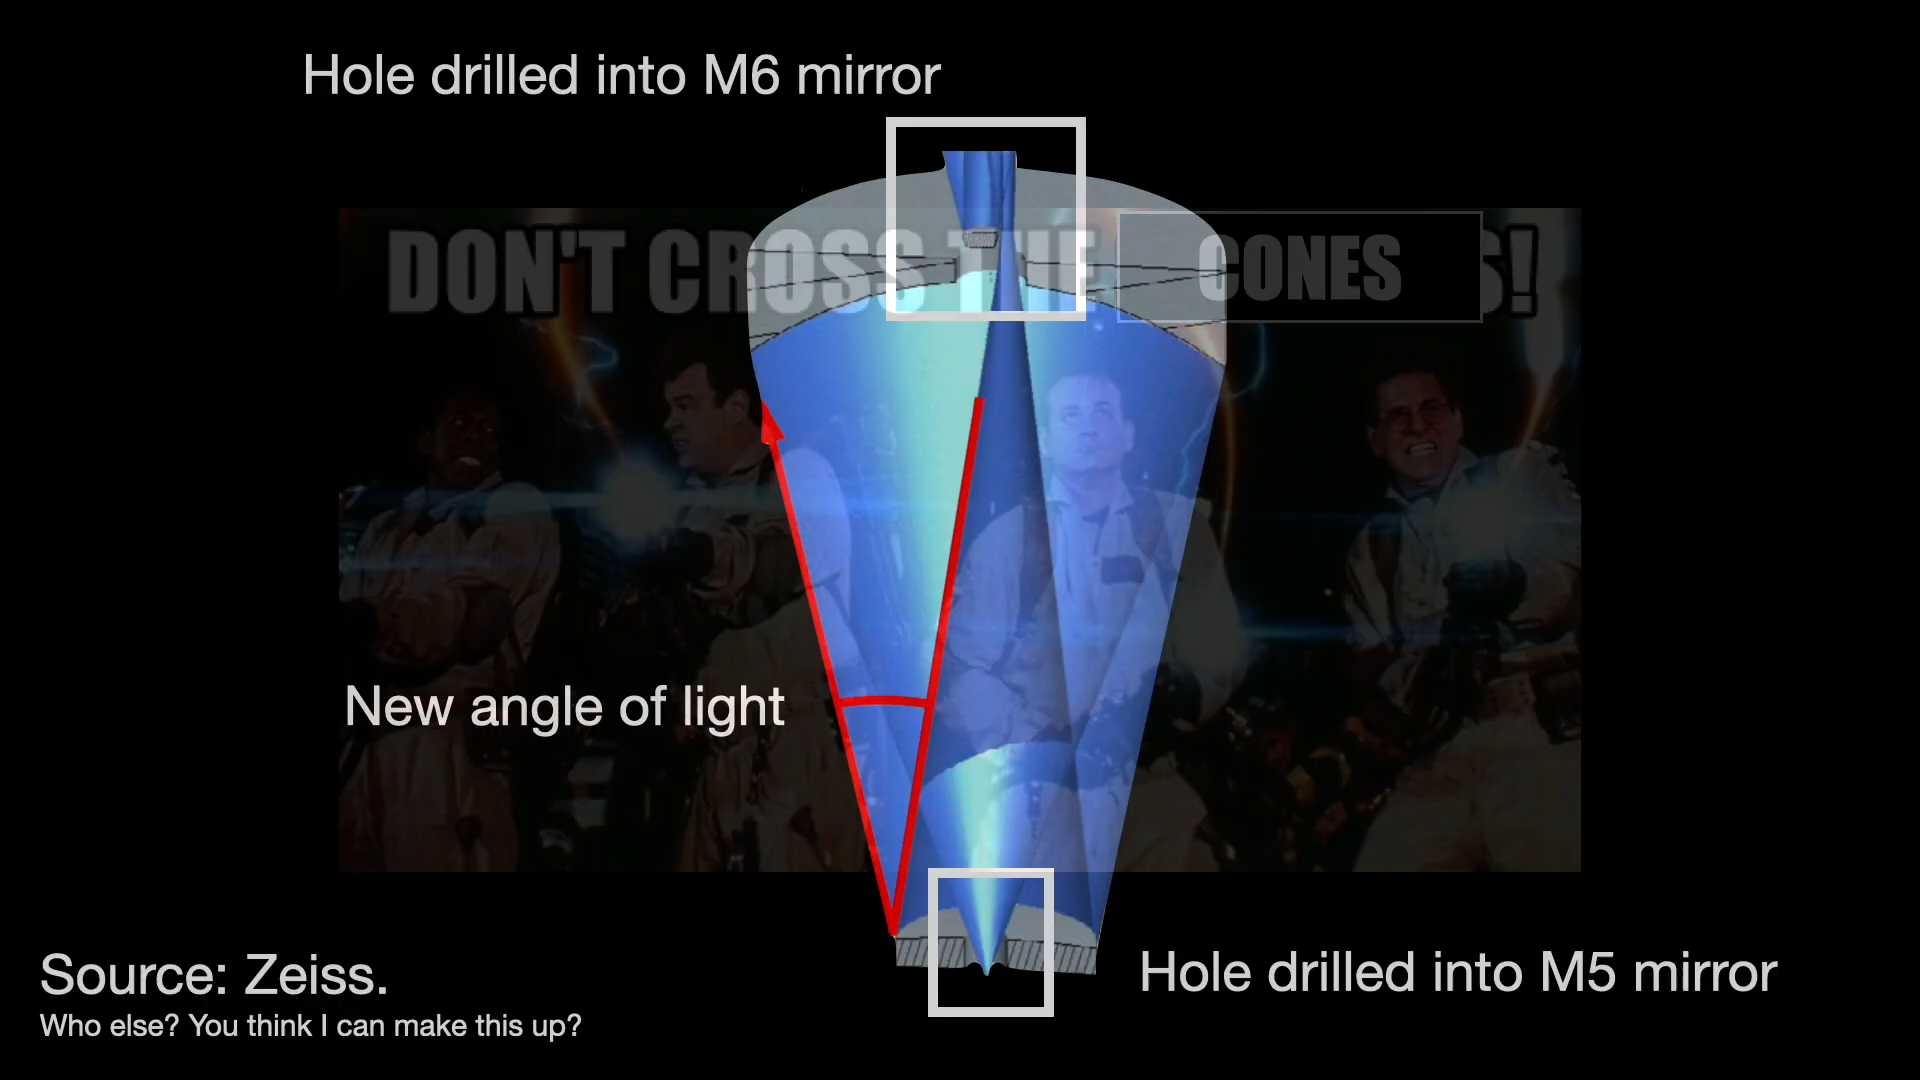 Hole drilled into M6 mirror
DON'T CROSS THE CONES S!
New angle of light
Source: Zeiss.
Who else? You think I can make this up?
Hole drilled into M5 mirror